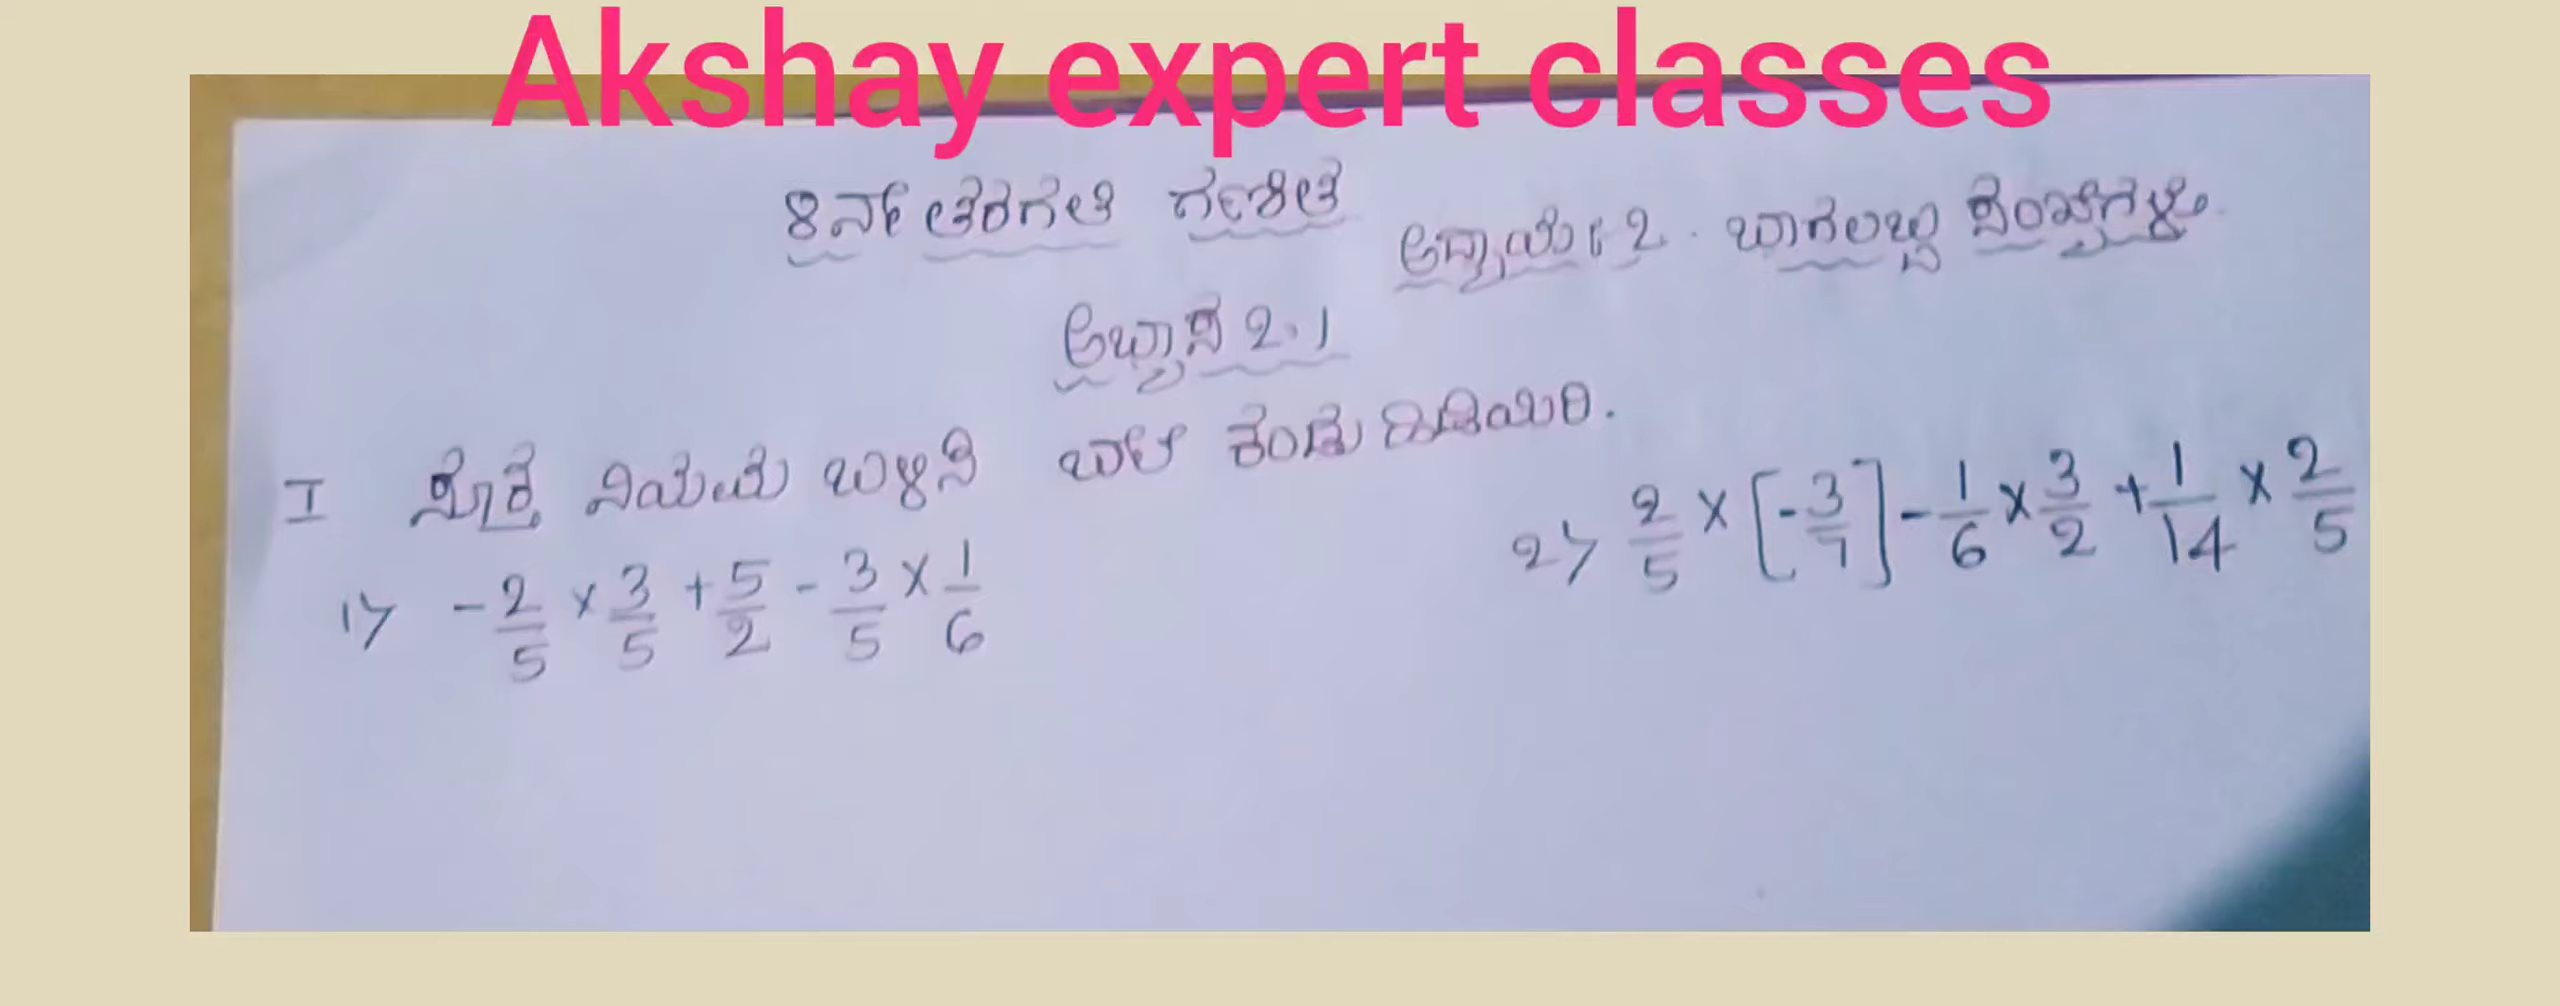 Akshay expert classes
8ನೇ ತರಗತಿ ಗಣಿತ
ಅಧ್ಯಾಯ : 2. ಭಾಗಲಬ್ಧ ಸಂಖ್ಯೆಗಳು.
ಅಭ್ಯಾಸ 2.1
I ಸೂಕ್ತ ನಿಯಮ ಬಳಸಿ ಬೆಲೆ ಕಂಡು ಹಿಡಿಯಿರಿ.
1> -2/5 × 3/5 + 5/2 - 3/5 × 1/6
2> 2/5 × [-3/7] - 1/6 × 3/2 + 1/14 × 2/5